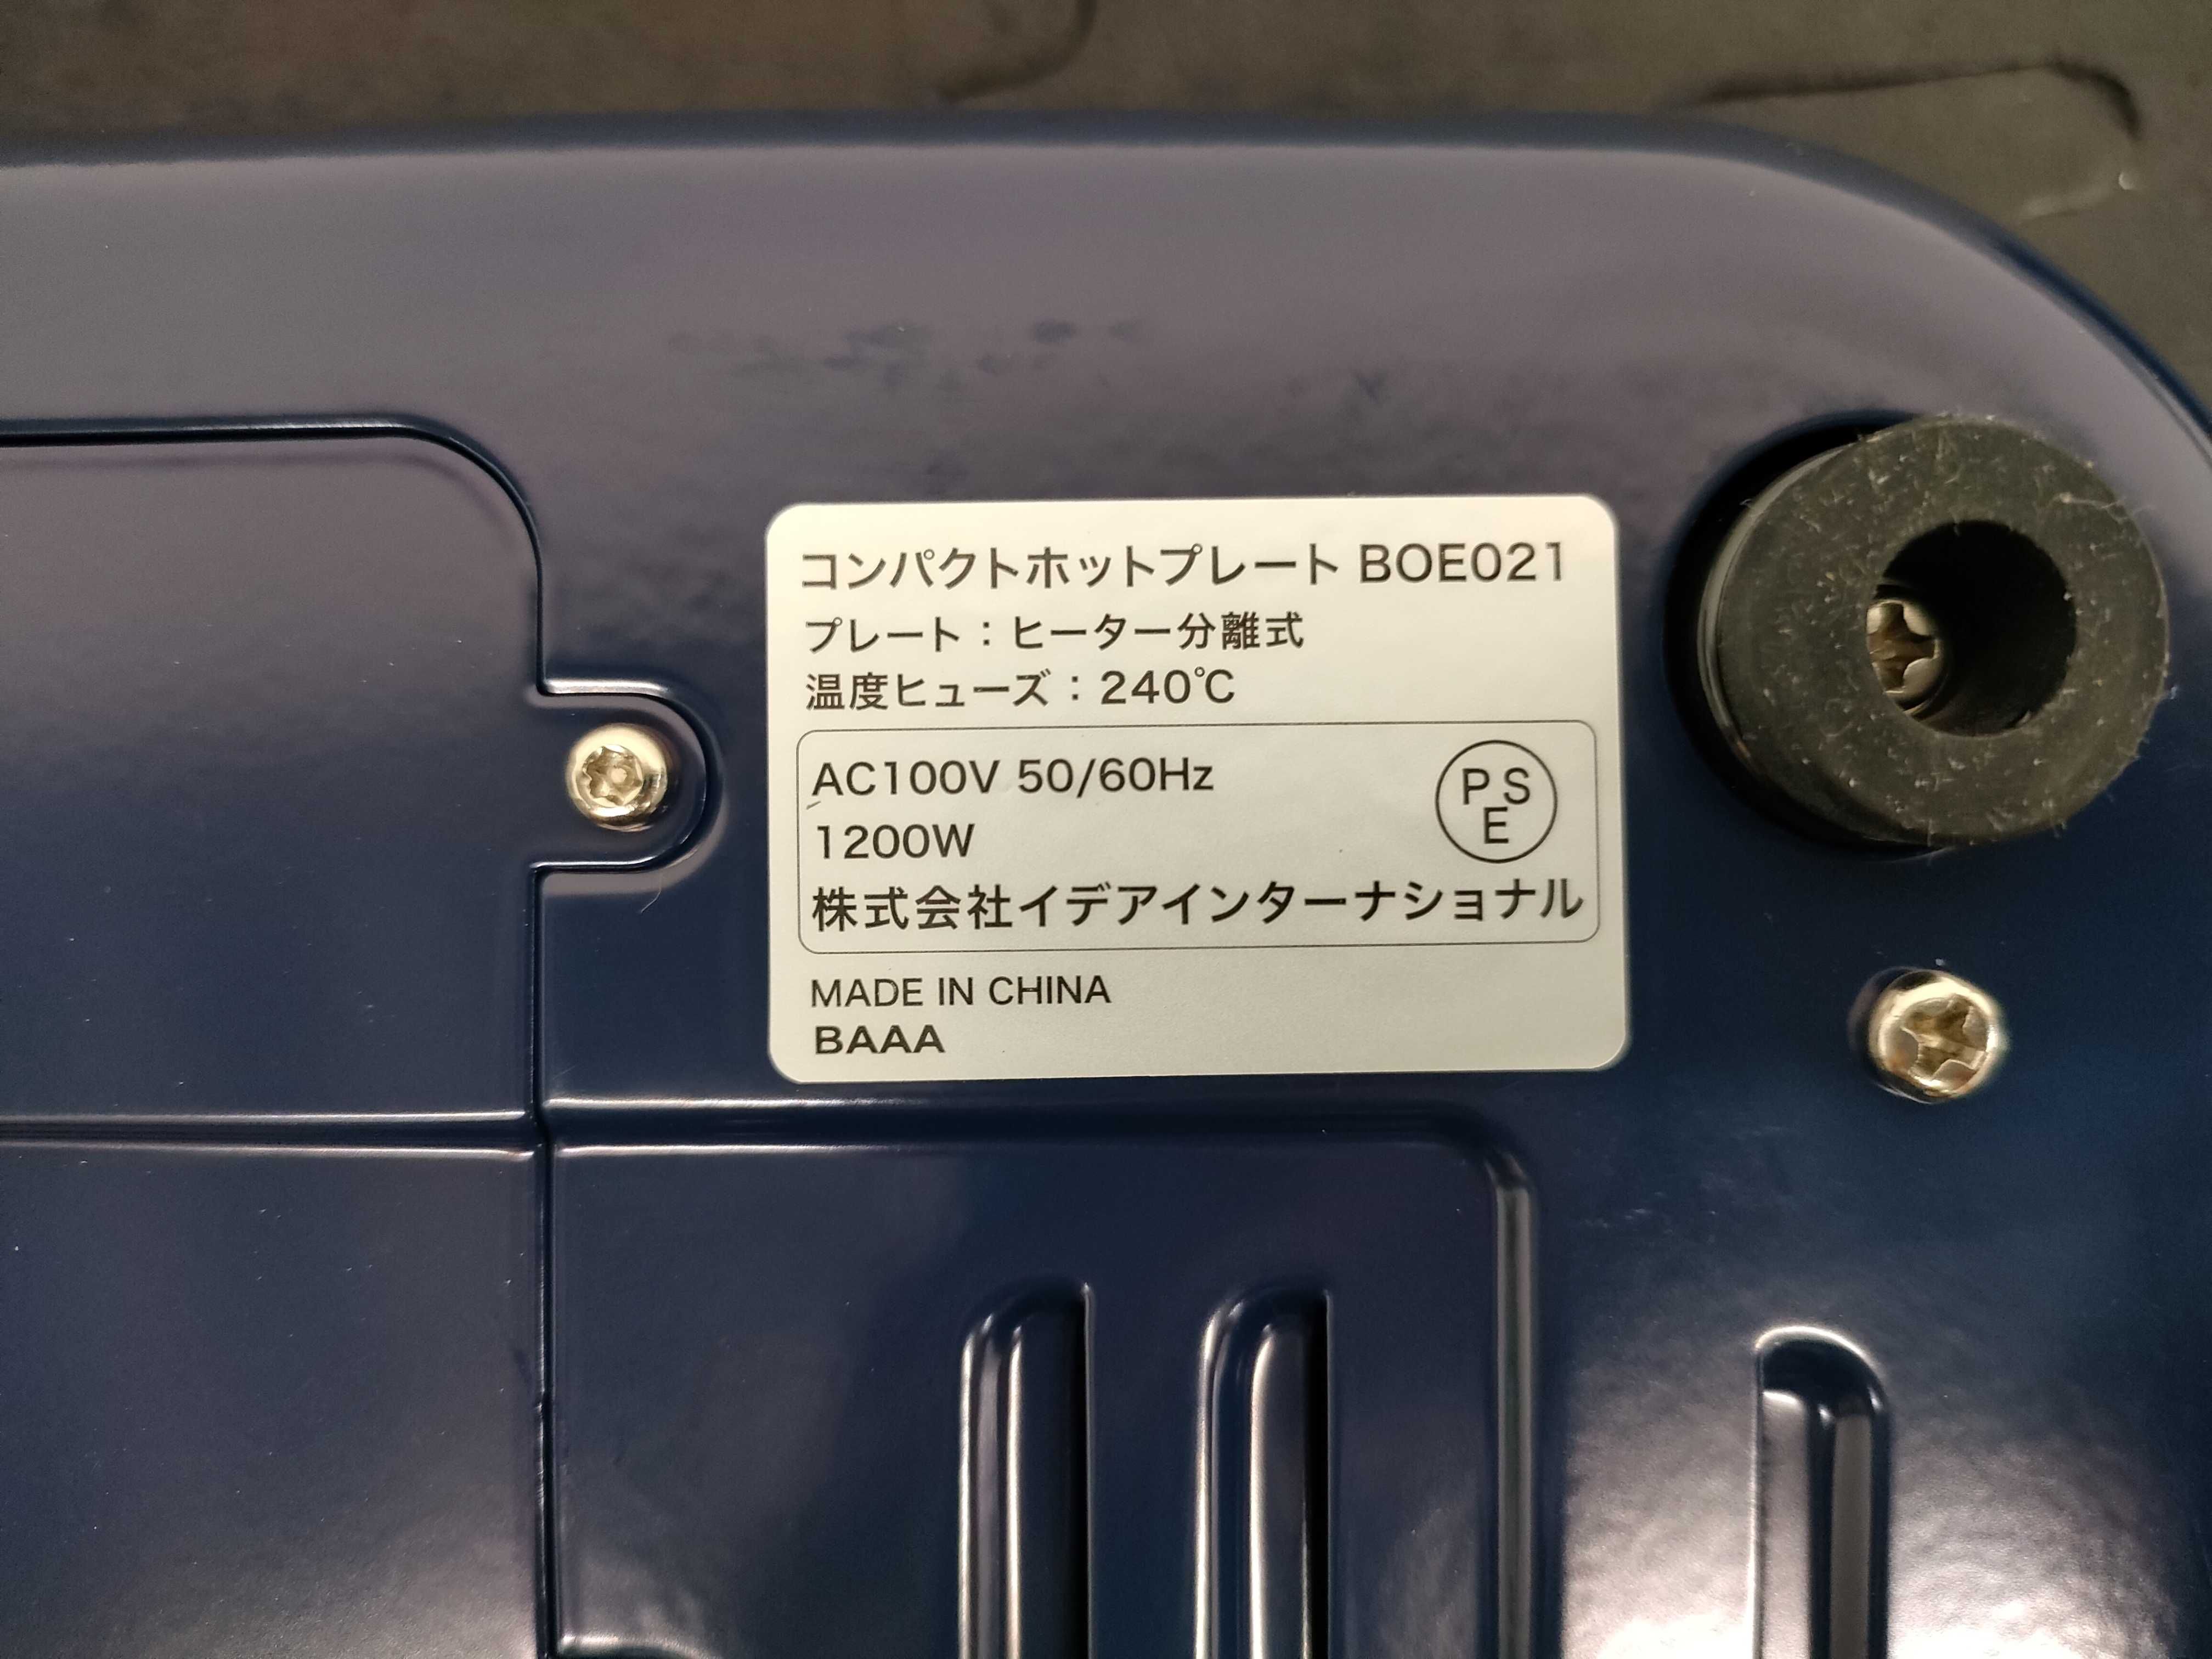 コンパクトホットプレート BOE021
プレート：ヒーター分離式
温度ヒューズ：240℃
AC100V 50/60Hz
PSE
1200W
株式会社イデアインターナショナル
MADE IN CHINA
BAAA